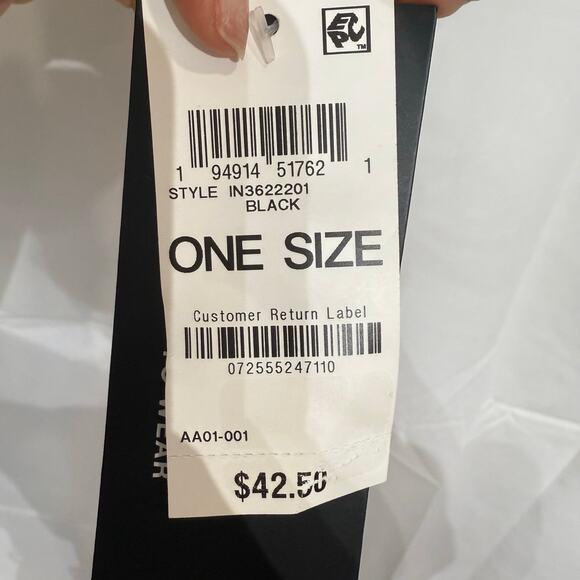 EPC
TM
1 94914 51762 1
STYLE IN3622201
BLACK
ONE SIZE
Customer Return Label
072555247110
AA01-001
$42.50
WEAR